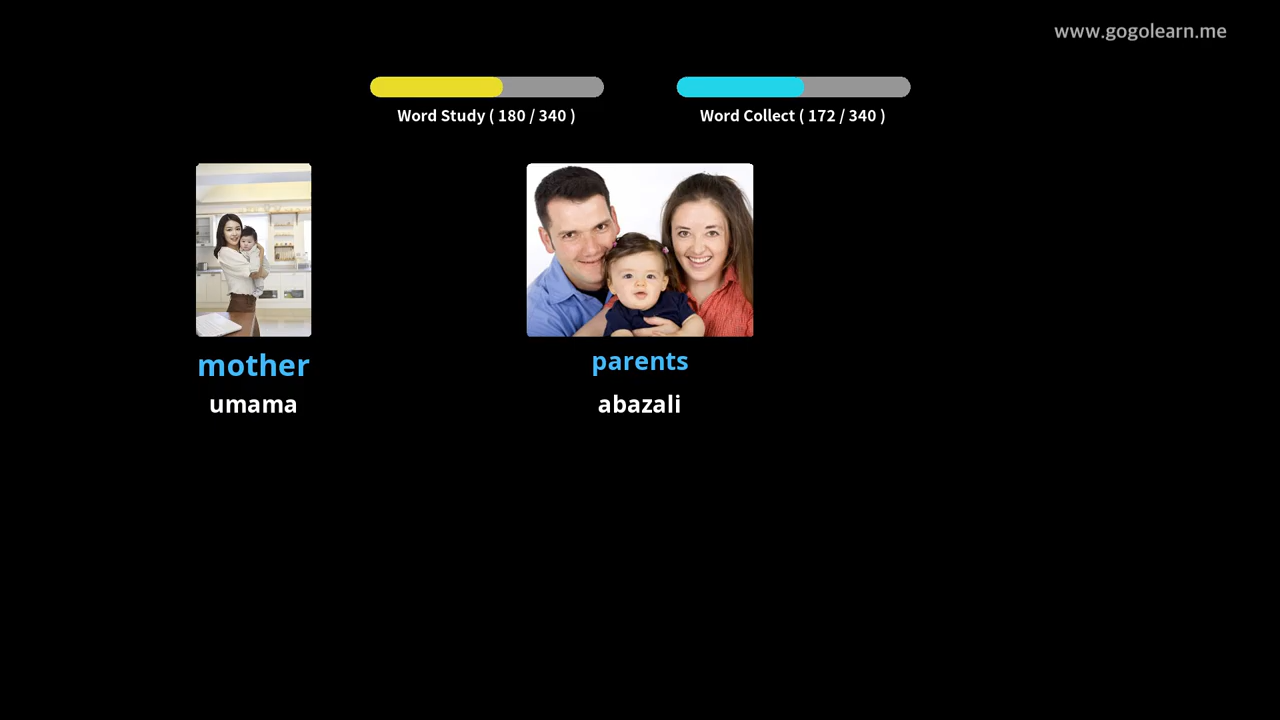 www.gogolearn.me
Word Study ( 180 / 340 )
Word Collect ( 172 / 340 )
mother
umama
parents
abazali